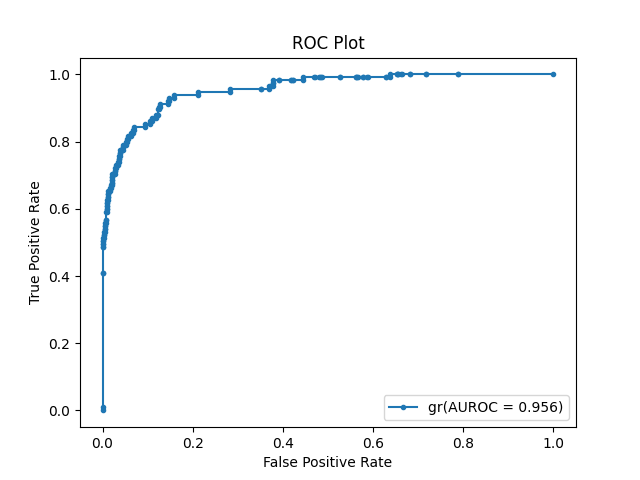 ROC Plot
True Positive Rate
1.0
0.8
0.6
0.4
0.2
0.0
0.0 0.2 0.4 0.6 0.8 1.0
False Positive Rate
gr(AUROC = 0.956)